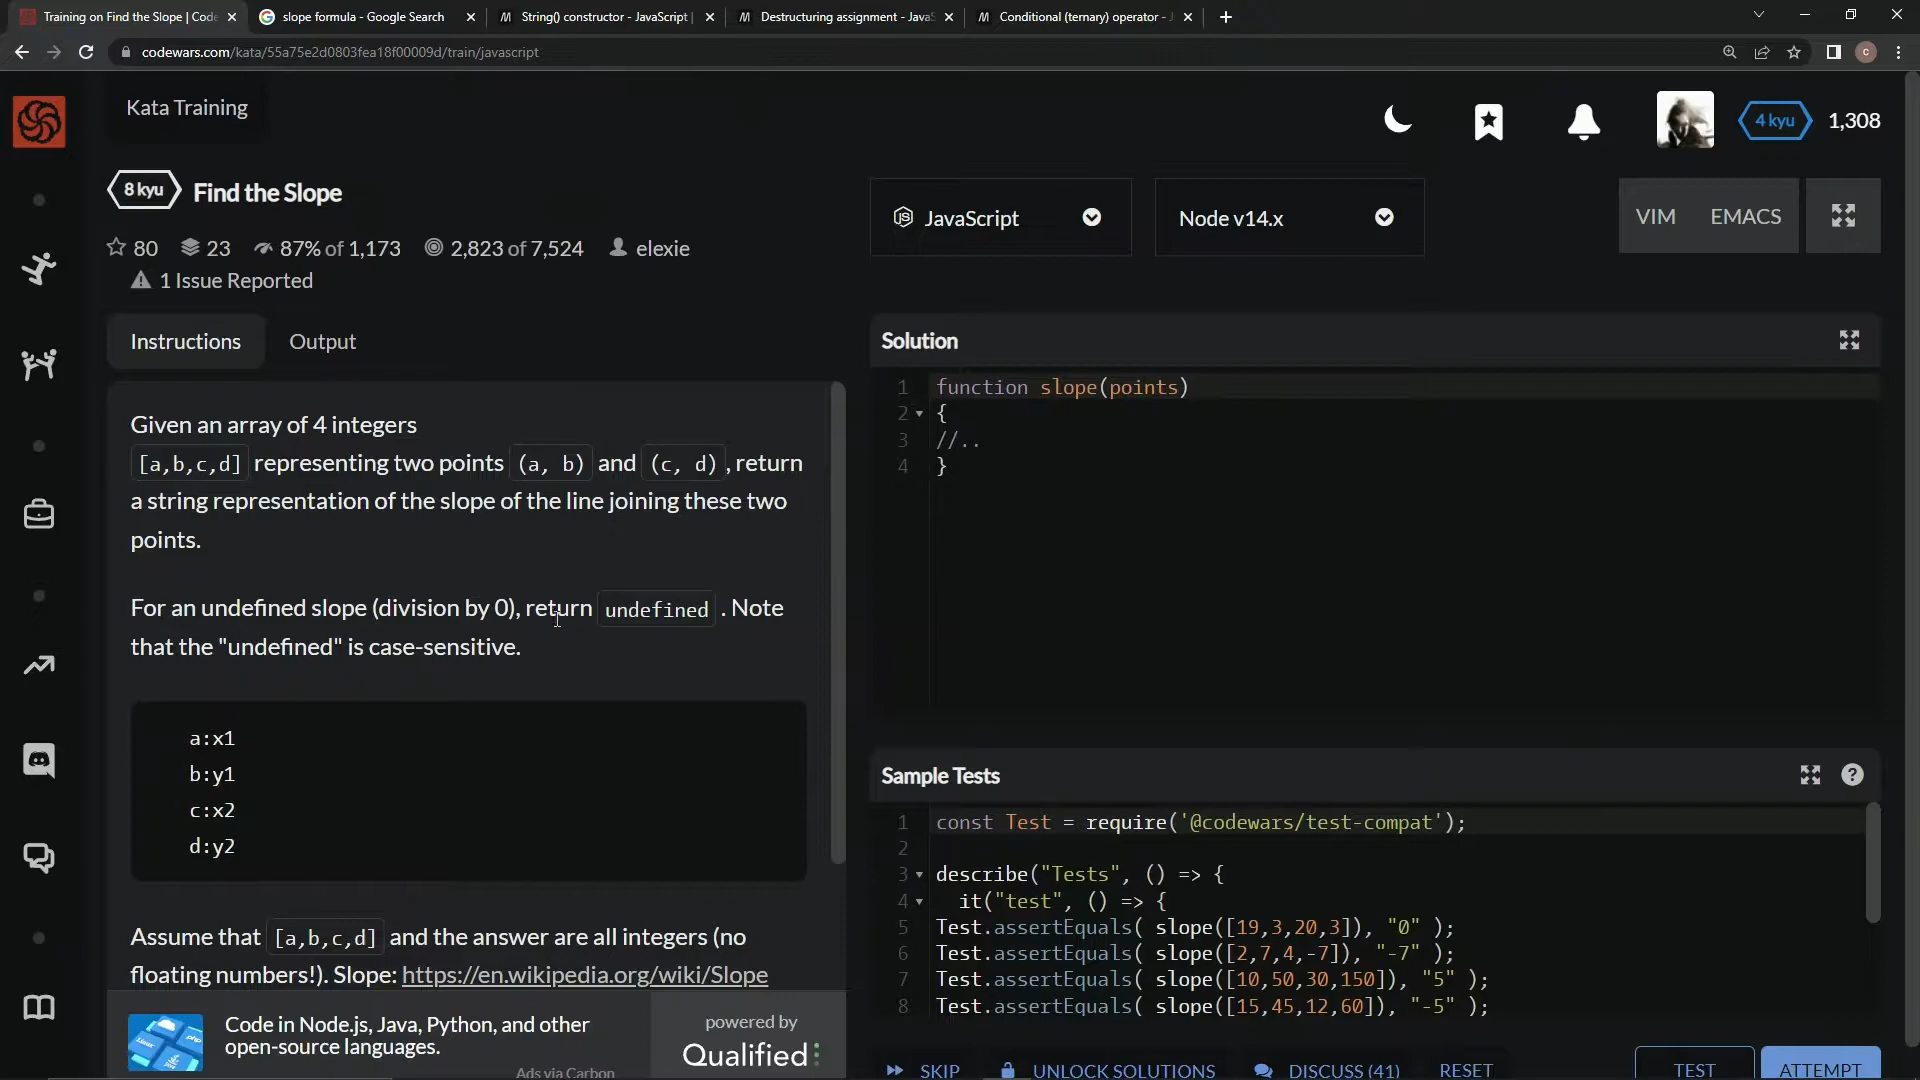 Training on Find the Slope | Code
slope formula - Google Search
String() constructor - JavaScript |
Destructuring assignment - JavaS
Conditional (ternary) operator - J
codewars.com/kata/55a75e2d0803fea18f00009d/train/javascript
C
Kata Training
4 kyu
1,308
8 kyu
Find the Slope
80
23
87% of 1,173
2,823 of 7,524
elexie
1 Issue Reported
JavaScript
Node v14.x
VIM
EMACS
Instructions
Output
Given an array of 4 integers
[a,b,c,d] representing two points (a, b) and (c, d), return
a string representation of the slope of the line joining these two
points.
For an undefined slope (division by 0), return undefined . Note
that the "undefined" is case-sensitive.
a:x1
b:y1
c:x2
d:y2
Assume that [a,b,c,d] and the answer are all integers (no
floating numbers!). Slope: https://en.wikipedia.org/wiki/Slope
Code in Node.js, Java, Python, and other
open-source languages.
Ads via Carbon
powered by
Qualified
Solution
1 function slope(points)
2 {
3 //..
4 }
Sample Tests
1 const Test = require('@codewars/test-compat');
2
3 describe("Tests", () => {
4 it("test", () => {
5 Test.assertEquals( slope([19,3,20,3]), "0" );
6 Test.assertEquals( slope([2,7,4,-7]), "-7" );
7 Test.assertEquals( slope([10,50,30,150]), "5" );
8 Test.assertEquals( slope([15,45,12,60]), "-5" );
SKIP
UNLOCK SOLUTIONS
DISCUSS (41)
RESET
TEST
ATTEMPT